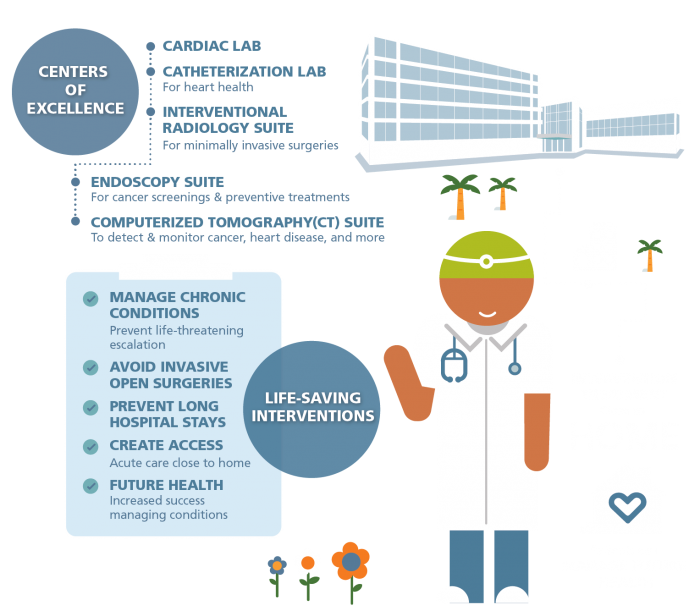 CENTERS
OF
EXCELLENCE
CARDIAC LAB
CATHETERIZATION LAB
For heart health
INTERVENTIONAL
RADIOLOGY SUITE
For minimally invasive surgeries
ENDOSCOPY SUITE
For cancer screenings & preventive treatments
COMPUTERIZED TOMOGRAPHY(CT) SUITE
To detect & monitor cancer, heart disease, and more
MANAGE CHRONIC
CONDITIONS
Prevent life-threatening
escalation
AVOID INVASIVE
OPEN SURGERIES
PREVENT LONG
HOSPITAL STAYS
CREATE ACCESS
Acute care close to home
FUTURE HEALTH
Increased success
managing conditions
LIFE-SAVING
INTERVENTIONS